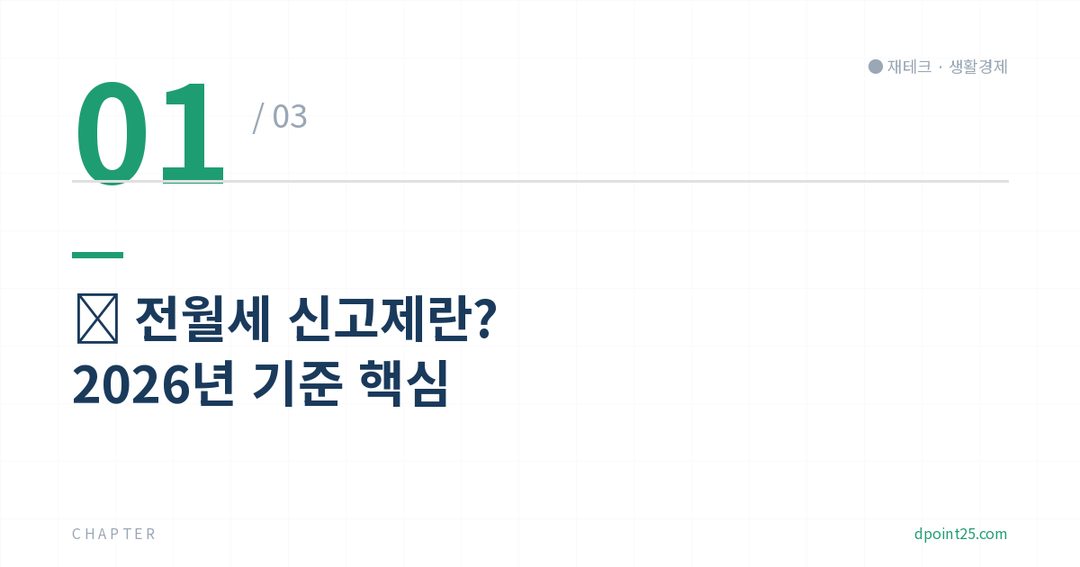 01 / 03
재테크 · 생활경제
전월세 신고제란?
2026년 기준 핵심
CHAPTER
dpoint25.com